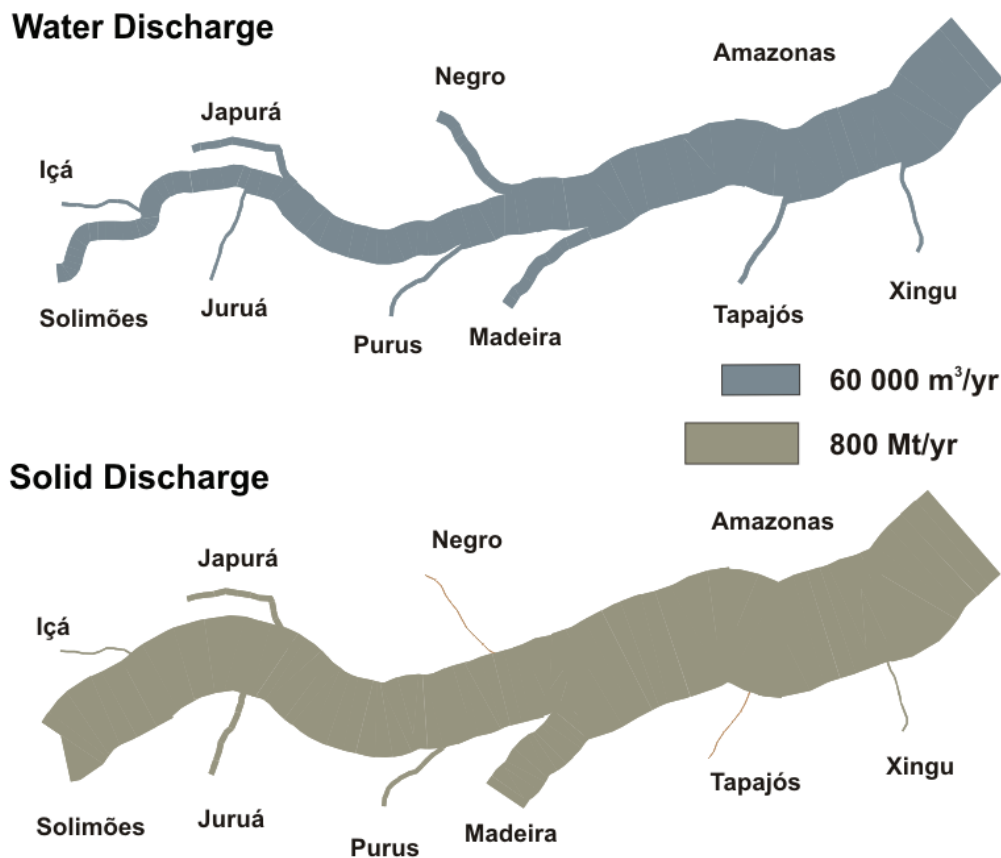 Water Discharge
Amazonas
Negro
Japurá
Içá
Solimões
Juruá
Purus
Madeira
Tapajós
Xingu
60 000 m³/yr
800 Mt/yr
Solid Discharge
Amazonas
Negro
Japurá
Içá
Solimões
Juruá
Purus
Madeira
Tapajós
Xingu